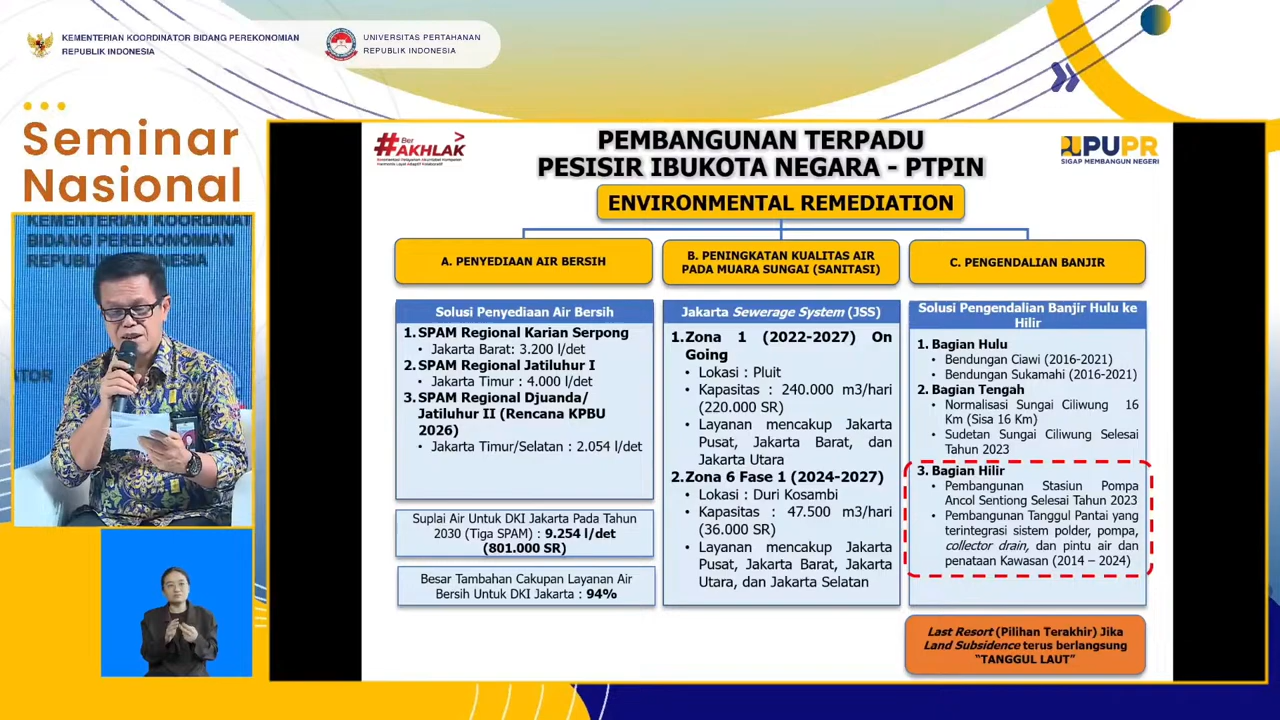 KEMENTERIAN KOORDINATOR BIDANG PEREKONOMIAN
REPUBLIK INDONESIA
UNIVERSITAS PERTAHANAN
REPUBLIK INDONESIA
Seminar
Nasional
KEMENTERIAN KOORDINAT
BIDANG PEREKONOMIAN
REPUBLIK INDONESIA
ATOR
Ber
#AKHLAK
PEMBANGUNAN TERPADU
PESISIR IBUKOTA NEGARA - PTPIN
PUPR
SIGAP MEMBANGUN NEGERI
ENVIRONMENTAL REMEDIATION
A. PENYEDIAAN AIR BERSIH
Solusi Penyediaan Air Bersih
1. SPAM Regional Karian Serpong
• Jakarta Barat: 3.200 l/det
2. SPAM Regional Jatiluhur I
• Jakarta Timur : 4.000 l/det
3. SPAM Regional Djuanda/
Jatiluhur II (Rencana KPBU
2026)
• Jakarta Timur/Selatan : 2.054 l/det
Suplai Air Untuk DKI Jakarta Pada Tahun
2030 (Tiga SPAM) : 9.254 l/det
(801.000 SR)
Besar Tambahan Cakupan Layanan Air
Bersih Untuk DKI Jakarta : 94%
B. PENINGKATAN KUALITAS AIR
PADA MUARA SUNGAI (SANITASI)
Jakarta Sewerage System (JSS)
1.Zona 1 (2022-2027) On
Going
• Lokasi : Pluit
• Kapasitas : 240.000 m3/hari
(220.000 SR)
• Layanan mencakup Jakarta
Pusat, Jakarta Barat, dan
Jakarta Utara
2.Zona 6 Fase 1 (2024-2027)
• Lokasi : Duri Kosambi
• Kapasitas : 47.500 m3/hari
(36.000 SR)
• Layanan mencakup Jakarta
Pusat, Jakarta Barat, Jakarta
Utara, dan Jakarta Selatan
C. PENGENDALIAN BANJIR
Solusi Pengendalian Banjir Hulu ke
Hilir
1. Bagian Hulu
• Bendungan Ciawi (2016-2021)
• Bendungan Sukamahi (2016-2021)
2. Bagian Tengah
• Normalisasi Sungai Ciliwung 16
Km (Sisa 16 Km)
• Sudetan Sungai Ciliwung Selesai
Tahun 2023
3. Bagian Hilir
• Pembangunan Stasiun Pompa
Ancol Sentiong Selesai Tahun 2023
• Pembangunan Tanggul Pantai yang
terintegrasi sistem polder, pompa,
collector drain, dan pintu air dan
penataan Kawasan (2014 – 2024)
Last Resort (Pilihan Terakhir) Jika
Land Subsidence terus berlangsung
"TANGGUL LAUT"